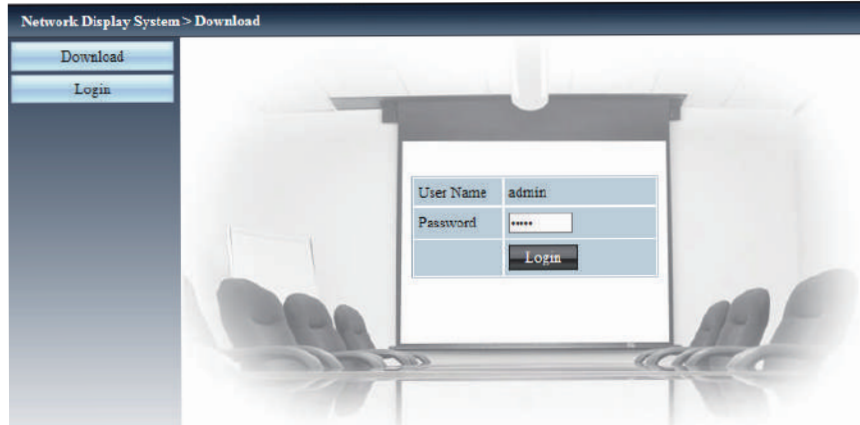 Network Display System > Download
Download
Login
User Name admin
Password •••••
Login